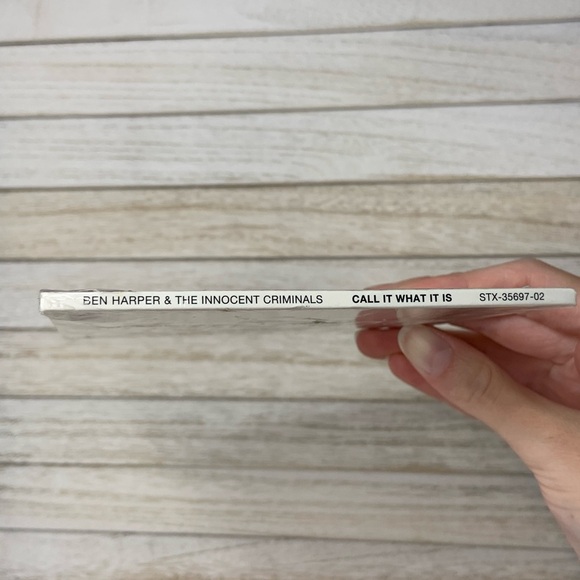 BEN HARPER & THE INNOCENT CRIMINALS CALL IT WHAT IT IS STX-35697-02